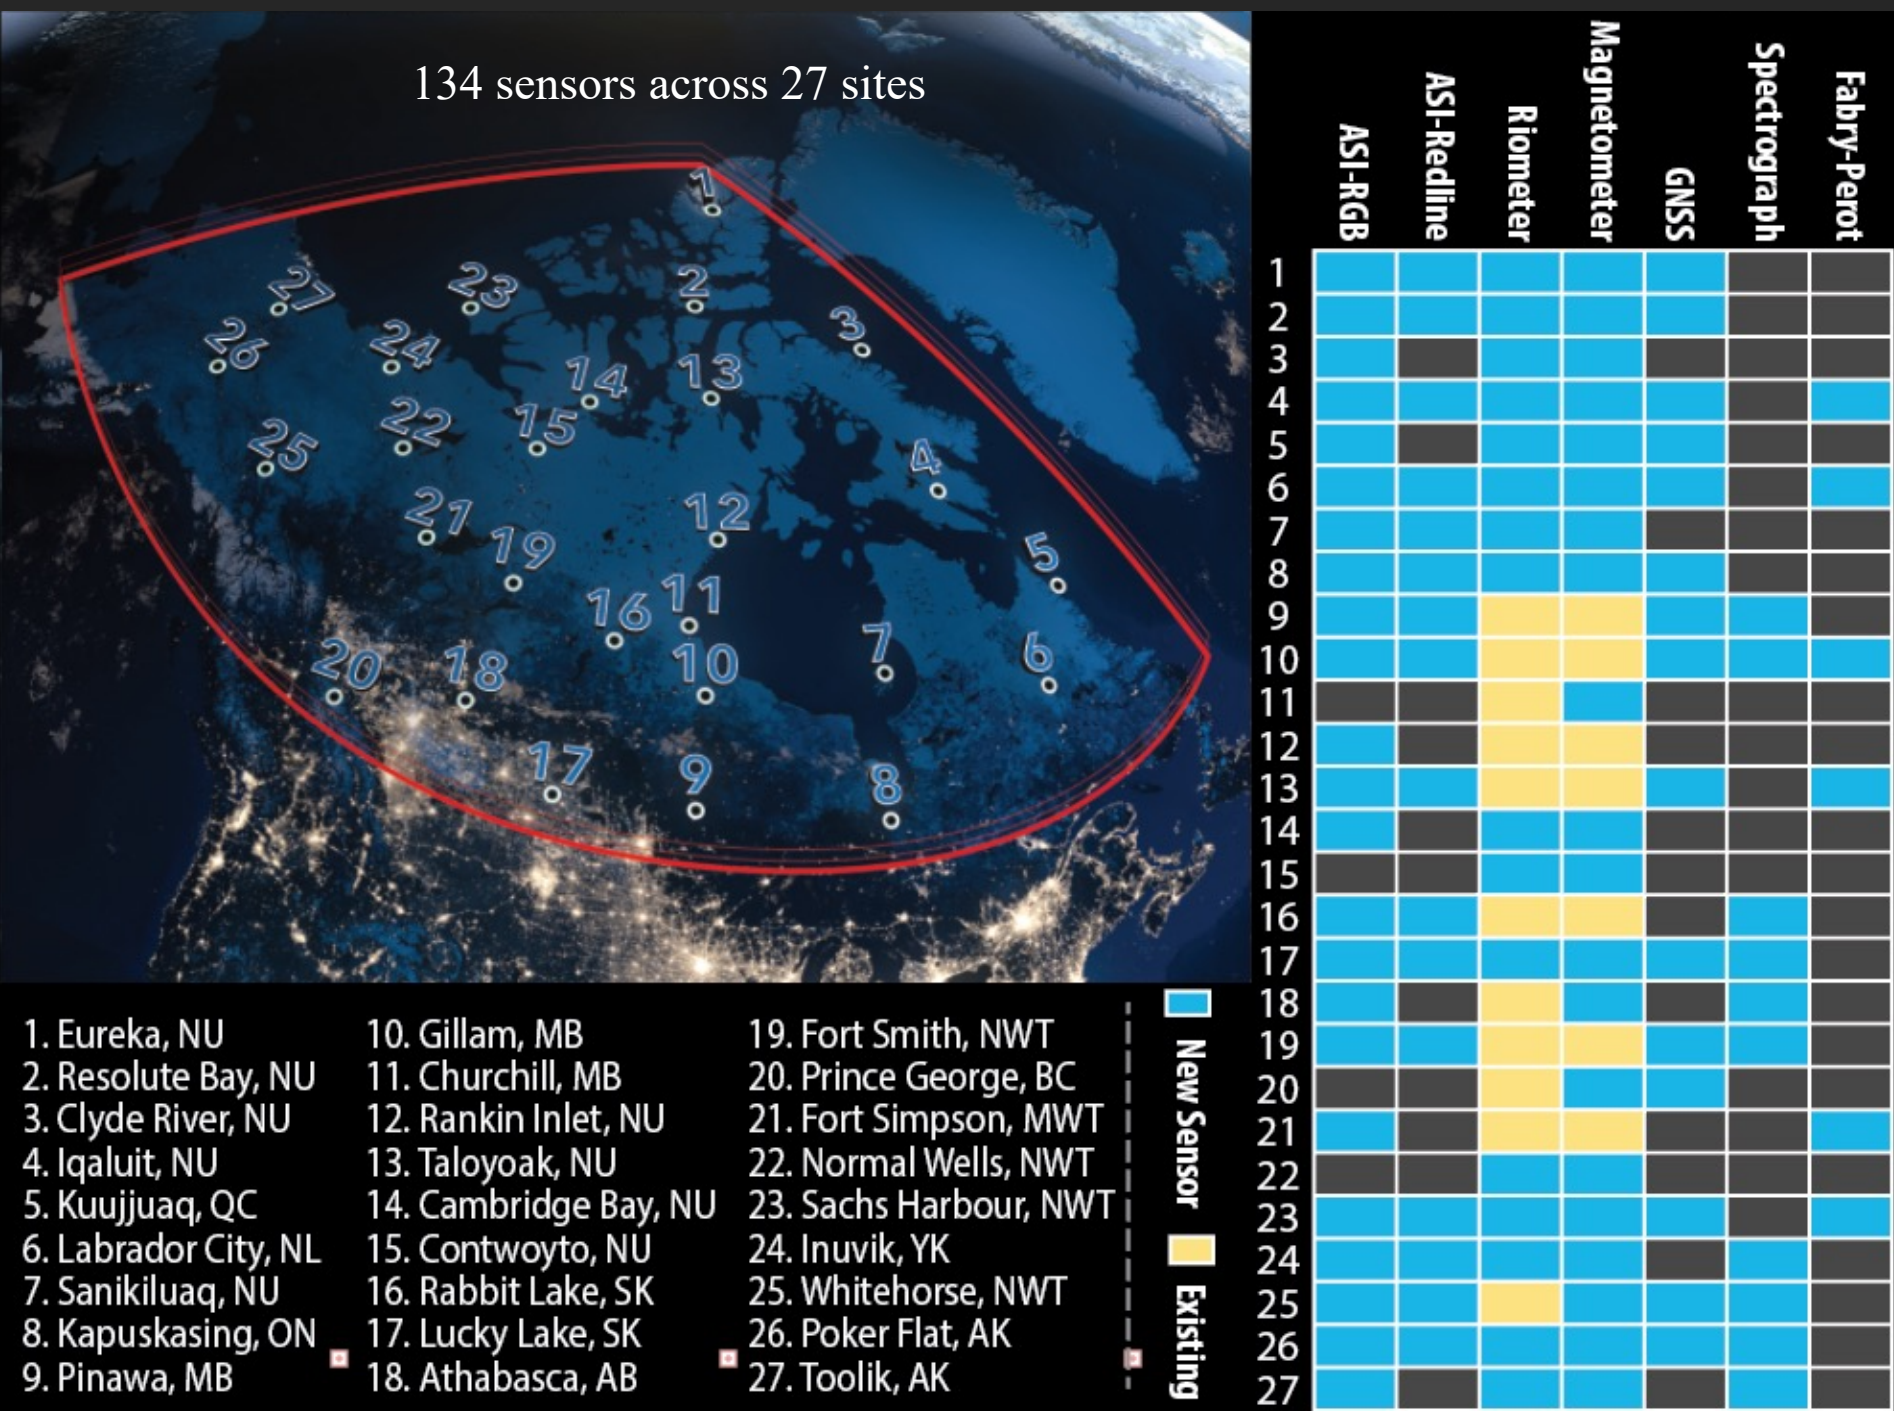 134 sensors across 27 sites
1
2
3
4
5
6
7
8
9
10
11
12
13
14
15
16
17
18
19
20
21
22
23
24
25
26
27
ASI-RGB
ASI-Redline
Riometer
Magnetometer
GNSS
Spectrograph
Fabry-Perot
1
2
3
4
5
6
7
8
9
10
11
12
13
14
15
16
17
18
19
20
21
22
23
24
25
26
27
1. Eureka, NU
2. Resolute Bay, NU
3. Clyde River, NU
4. Iqaluit, NU
5. Kuujjuaq, QC
6. Labrador City, NL
7. Sanikiluaq, NU
8. Kapuskasing, ON
9. Pinawa, MB
10. Gillam, MB
11. Churchill, MB
12. Rankin Inlet, NU
13. Taloyoak, NU
14. Cambridge Bay, NU
15. Contwoyto, NU
16. Rabbit Lake, SK
17. Lucky Lake, SK
18. Athabasca, AB
19. Fort Smith, NWT
20. Prince George, BC
21. Fort Simpson, MWT
22. Normal Wells, NWT
23. Sachs Harbour, NWT
24. Inuvik, YK
25. Whitehorse, NWT
26. Poker Flat, AK
27. Toolik, AK
New Sensor
Existing